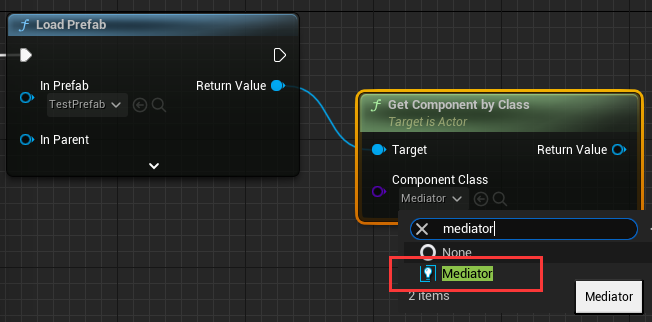 Load Prefab
In Prefab
Return Value
TestPrefab
In Parent
Get Component by Class
Target is Actor
Target
Return Value
Component Class
Mediator
mediator
None
Mediator
2 items
Mediator